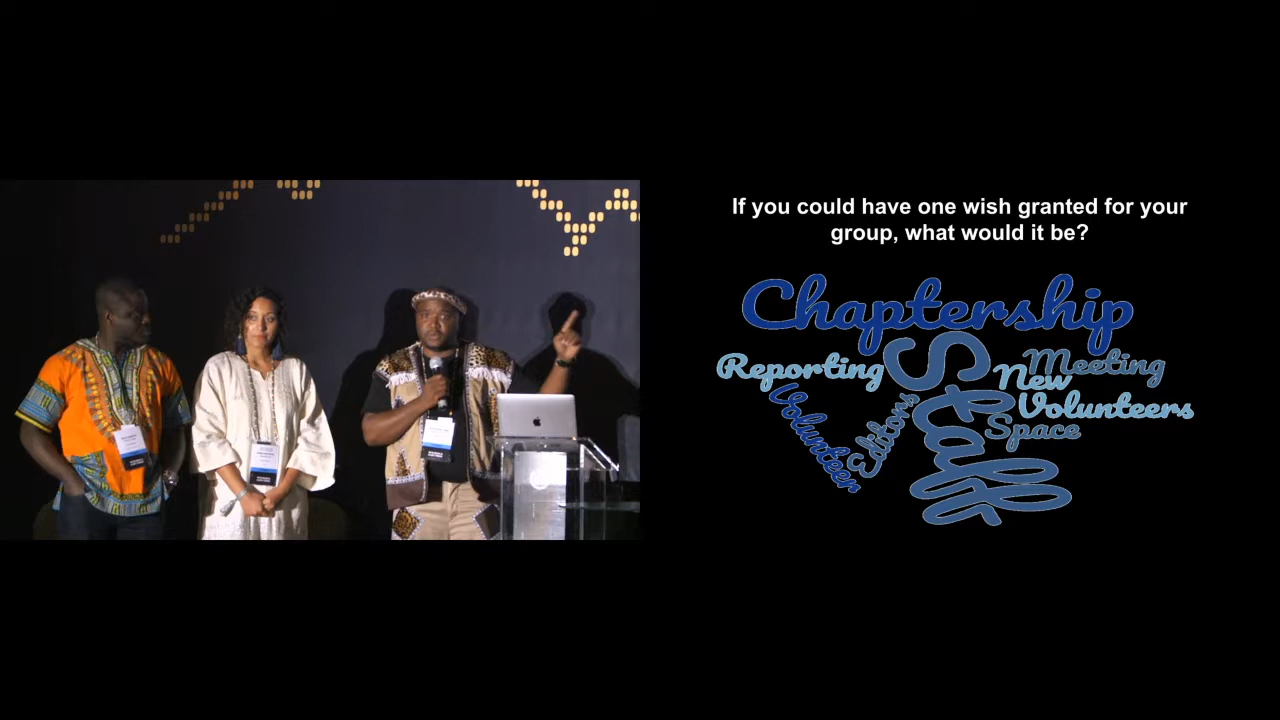 If you could have one wish granted for your
group, what would it be?
Chaptership
Reporting
Staff
Meeting
New
Volunteers
Space
Volunteer
Editors